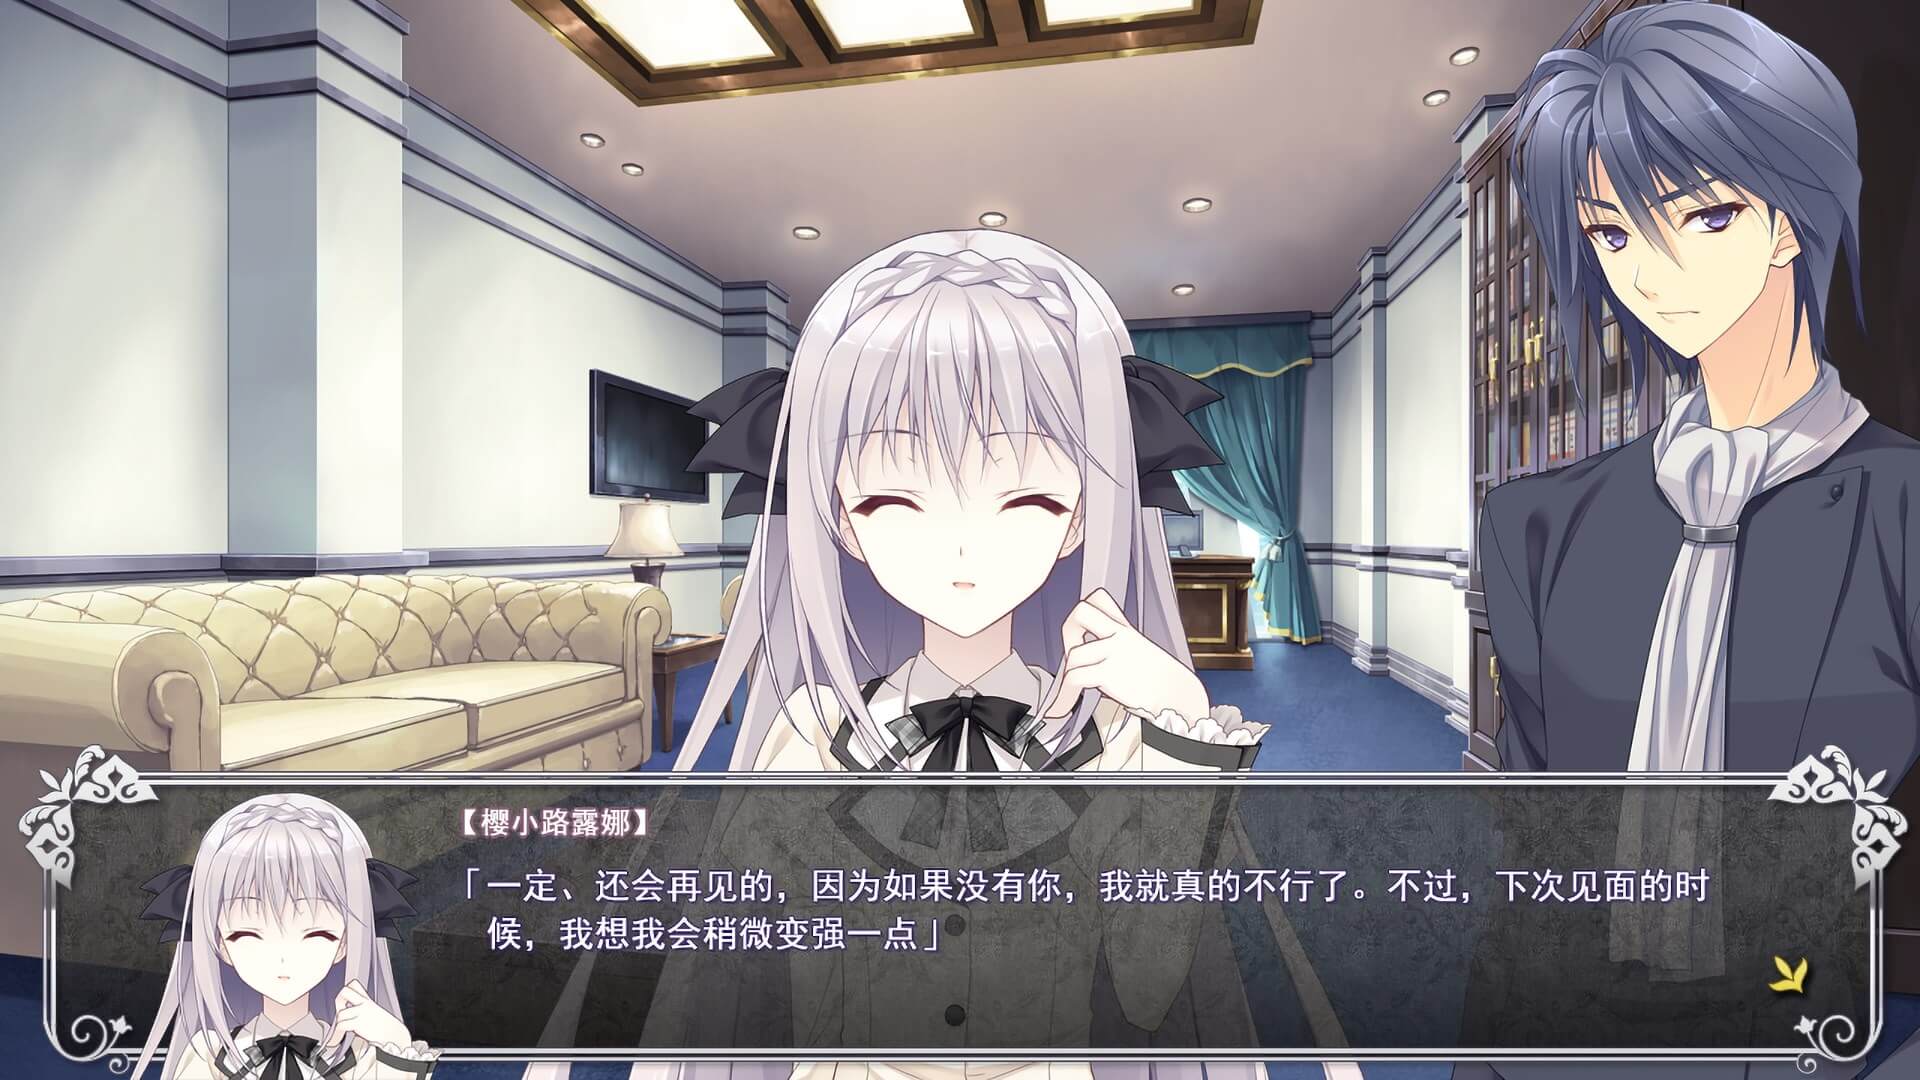 【樱小路露娜】
「一定、还会再见的，因为如果没有你，我就真的不行了。不过，下次见面的时
候，我想我会稍微变强一点」